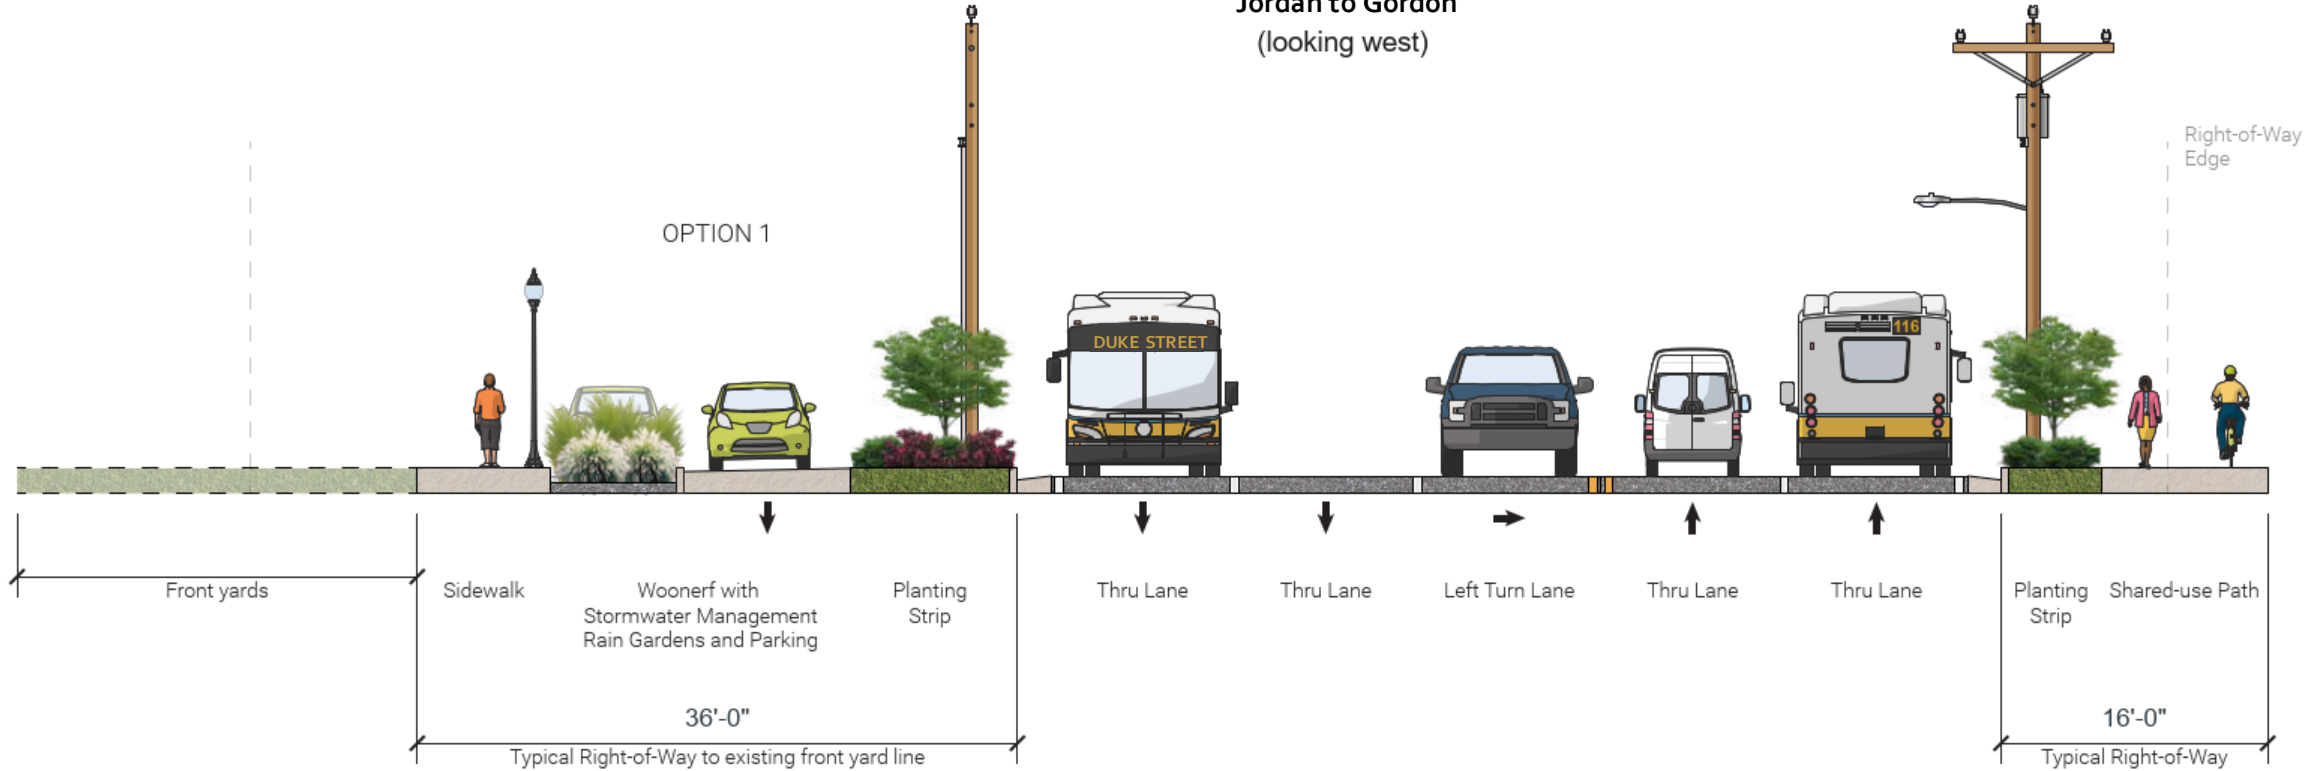 Jordan to Gordon
(looking west)
Right-of-Way
Edge
OPTION 1
116
DUKE STREET
Front yards
Sidewalk
Woonerf with
Stormwater Management
Rain Gardens and Parking
Planting
Strip
Thru Lane
Thru Lane
Left Turn Lane
Thru Lane
Thru Lane
Planting
Strip
Shared-use Path
36'-0"
Typical Right-of-Way to existing front yard line
16'-0"
Typical Right-of-Way